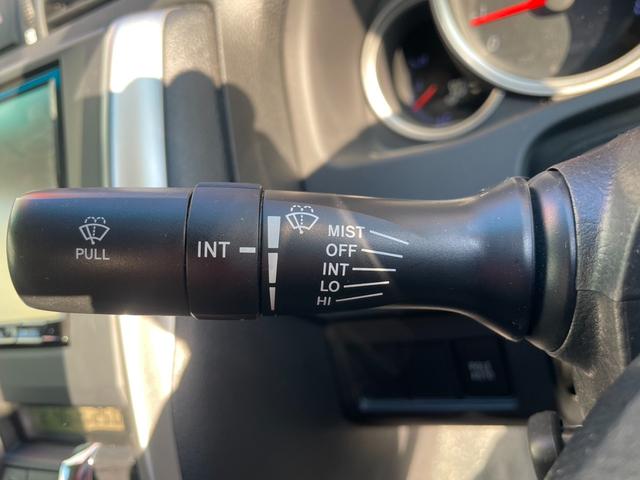 PULL
INT
MIST
OFF
INT
LO
HI